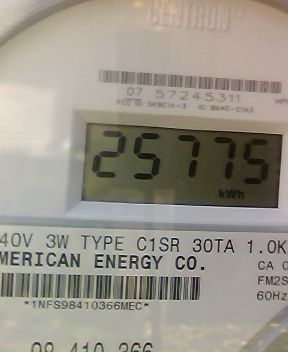 CENTRON
07 57245311
25775
kWh
40V 3W TYPE C1SR 30TA 1.0K
MERICAN ENERGY CO.
CA 0
FM2S
60Hz
*1NFS98410366MEC*
98 410 366